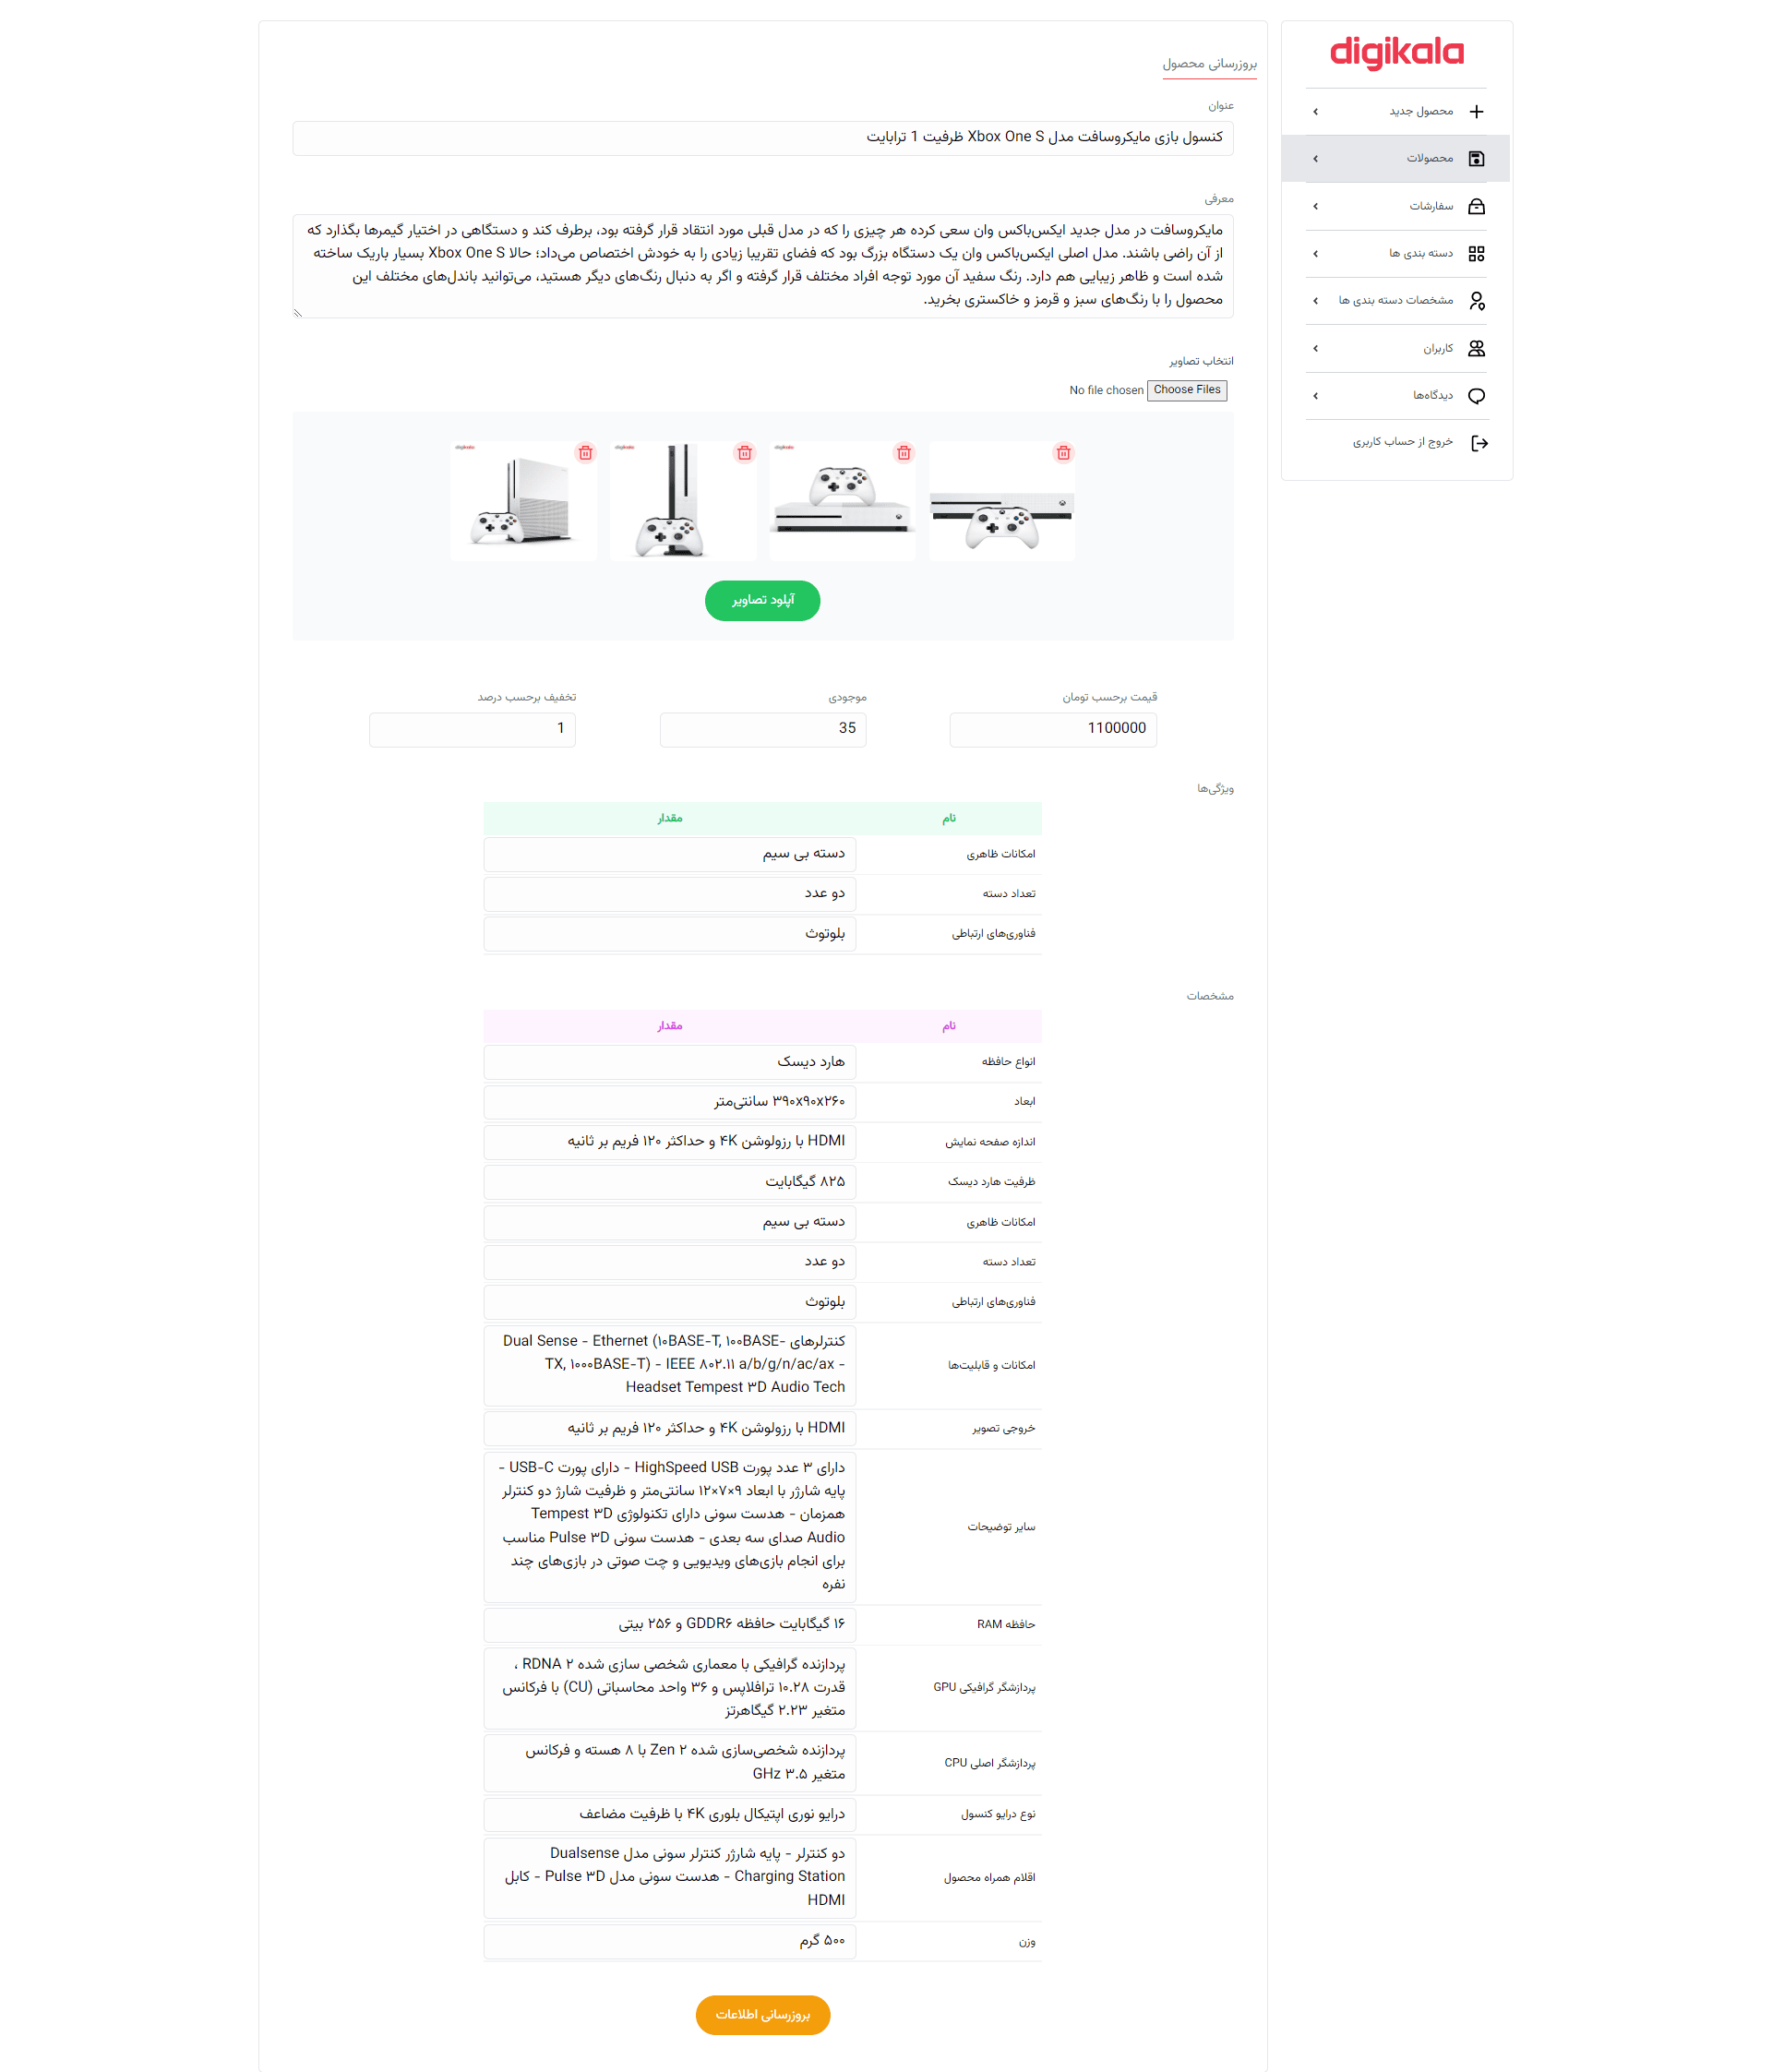 digikala
محصول جدید
محصولات
سفارشات
دسته بندی ها
مشخصات دسته بندی ها
کاربران
دیدگاه‌ها
خروج از حساب کاربری
بروزرسانی محصول
عنوان
کنسول بازی مایکروسافت مدل Xbox One S ظرفیت 1 ترابایت
معرفی
مایکروسافت در مدل جدید ایکس‌باکس وان سعی کرده هر چیزی را که در مدل قبلی مورد انتقاد قرار گرفته بود، برطرف کند و دستگاهی در اختیار گیمرها بگذارد که
از آن راضی باشند. مدل اصلی ایکس‌باکس وان یک دستگاه بزرگ بود که فضای تقریبا زیادی را به خودش اختصاص می‌داد؛ حالا Xbox One S بسیار باریک ساخته
شده است و ظاهر زیبایی هم دارد. رنگ سفید آن مورد توجه افراد مختلف قرار گرفته و اگر به دنبال رنگ‌های دیگر هستید، می‌توانید باندل‌های مختلف این
محصول را با رنگ‌های سبز و قرمز و خاکستری بخرید.
انتخاب تصاویر
Choose Files No file chosen
digikala
digikala
digikala
آپلود تصاویر
قیمت برحسب تومان
1100000
موجودی
35
تخفیف برحسب درصد
1
ویژگی‌ها
نام مقدار
امکانات ظاهری دسته بی سیم
تعداد دسته دو عدد
فناوری‌های ارتباطی بلوتوث
مشخصات
نام مقدار
انواع حافظه هارد دیسک
ابعاد ۳۹۰x۹۰x۲۶۰ سانتی‌متر
اندازه صفحه نمایش HDMI با رزولوشن ۴K و حداکثر ۱۲۰ فریم بر ثانیه
ظرفیت هارد دیسک ۸۲۵ گیگابایت
امکانات ظاهری دسته بی سیم
تعداد دسته دو عدد
فناوری‌های ارتباطی بلوتوث
امکانات و قابلیت‌ها
کنترلرهای Dual Sense - Ethernet (۱۰BASE-T, ۱۰۰BASE-
TX, ۱۰۰۰BASE-T) - IEEE ۸۰۲.۱۱ a/b/g/n/ac/ax -
Headset Tempest ۳D Audio Tech
خروجی تصویر HDMI با رزولوشن ۴K و حداکثر ۱۲۰ فریم بر ثانیه
سایر توضیحات
دارای ۳ عدد پورت HighSpeed USB - دارای پورت USB-C -
پایه شارژر با ابعاد ۹×۷×۱۲ سانتی‌متر و ظرفیت شارژ دو کنترلر
همزمان - هدست سونی دارای تکنولوژی Tempest ۳D
Audio صدای سه بعدی - هدست سونی Pulse ۳D مناسب
برای انجام بازی‌های ویدیویی و چت صوتی در بازی‌های چند
نفره
حافظه RAM ۱۶ گیگابایت حافظه GDDR۶ و ۲۵۶ بیتی
پردازشگر گرافیکی GPU
پردازنده گرافیکی با معماری شخصی سازی شده RDNA ۲ ،
قدرت ۱۰.۲۸ ترافلاپس و ۳۶ واحد محاسباتی (CU) با فرکانس
متغیر ۲.۲۳ گیگاهرتز
پردازشگر اصلی CPU
پردازنده شخصی‌سازی شده Zen ۲ با ۸ هسته و فرکانس
متغیر ۳.۵ GHz
نوع درایو کنسول درایو نوری اپتیکال بلوری ۴K با ظرفیت مضاعف
اقلام همراه محصول
دو کنترلر - پایه شارژر کنترلر سونی مدل Dualsense
Charging Station - هدست سونی مدل Pulse ۳D - کابل
HDMI
وزن ۵۰۰ گرم
بروزرسانی اطلاعات